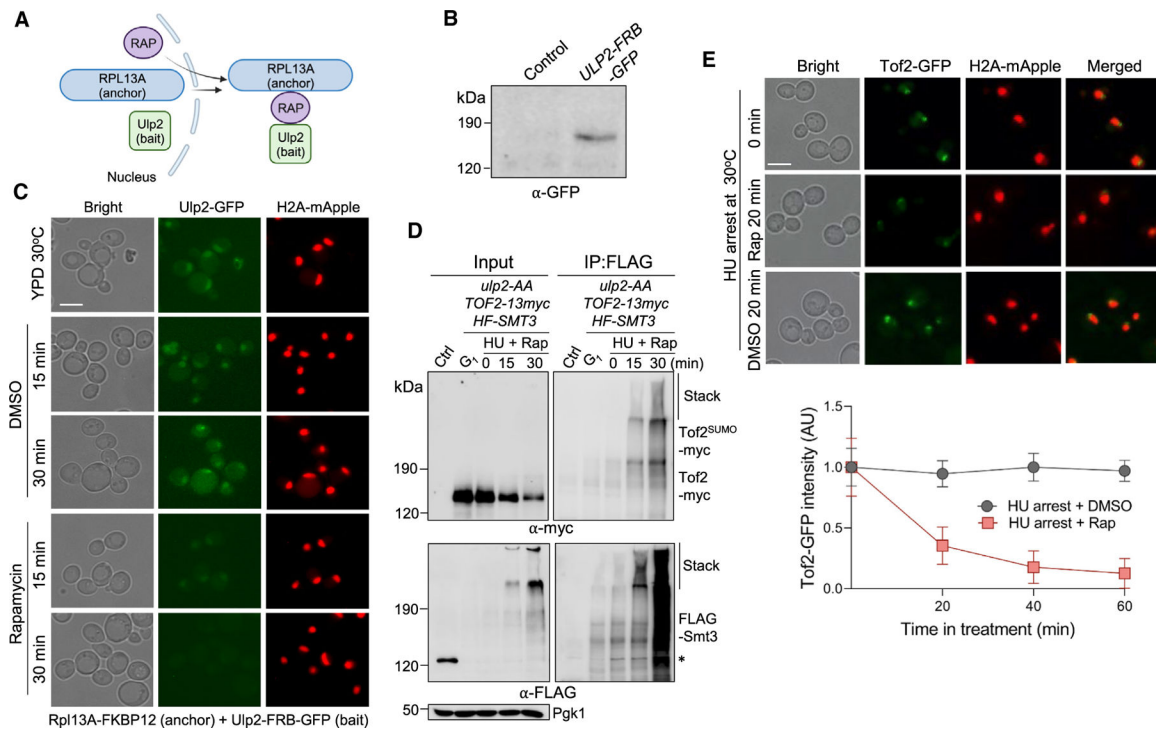 A
RAP
RPL13A
(anchor)
Ulp2
(bait)
Nucleus
RPL13A
(anchor)
RAP
Ulp2
(bait)
B
Control
ULP2-FRB
-GFP
kDa
190
120
α-GFP
C
Bright Ulp2-GFP H2A-mApple
YPD 30ºC
DMSO
15 min
30 min
Rapamycin
15 min
30 min
Rpl13A-FKBP12 (anchor) + Ulp2-FRB-GFP (bait)
D
Input IP:FLAG
ulp2-AA ulp2-AA
TOF2-13myc TOF2-13myc
HF-SMT3 HF-SMT3
HU + Rap HU + Rap
Ctrl G1 0 15 30 Ctrl G1 0 15 30 (min)
kDa
Stack
Tof2SUMO
-myc
190
Tof2
-myc
120
α-myc
Stack
190
FLAG
-Smt3
120
*
α-FLAG
50
Pgk1
E
Bright Tof2-GFP H2A-mApple Merged
HU arrest at 30ºC
0 min
Rap 20 min
DMSO 20 min
Tof2-GFP intensity (AU)
1.0
0.5
0.0
HU arrest + DMSO
HU arrest + Rap
20 40 60
Time in treatment (min)